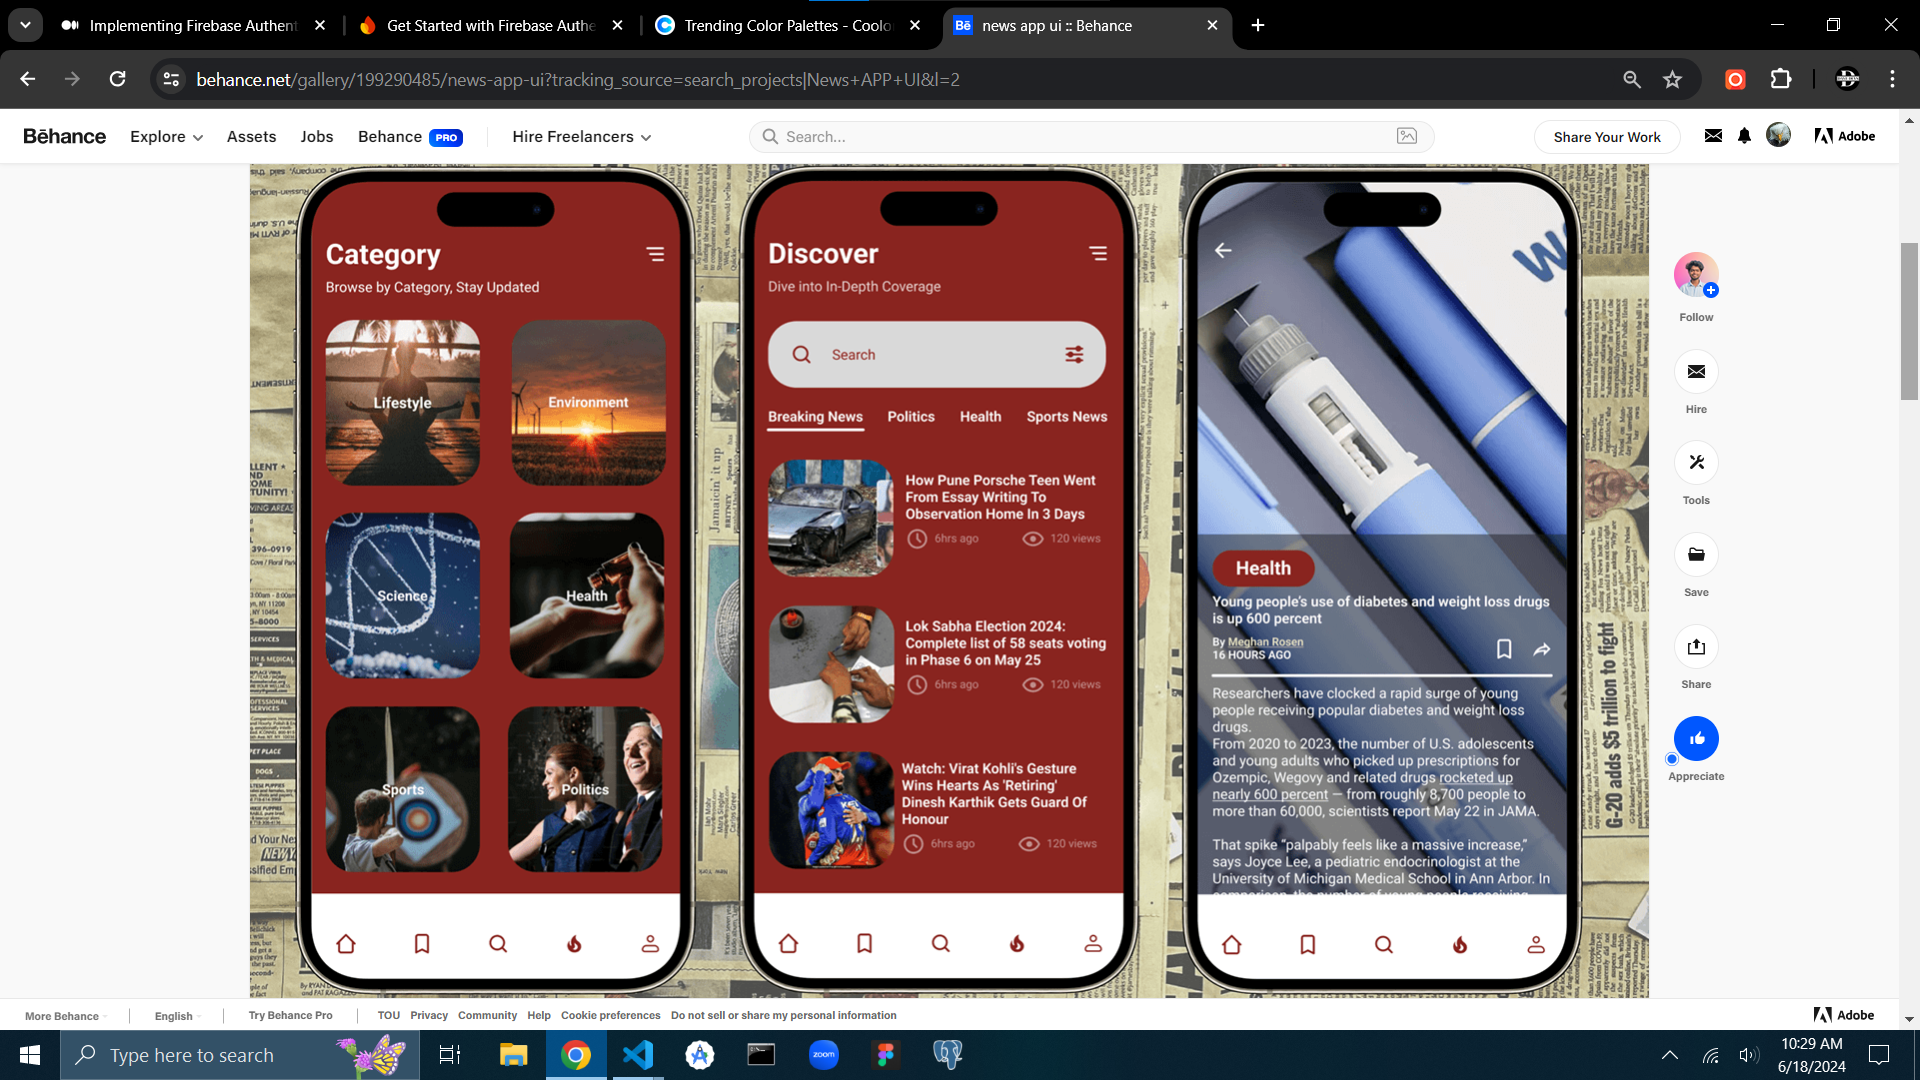 Implementing Firebase Authent
Get Started with Firebase Authe
Trending Color Palettes - Coolo
Bē news app ui :: Behance
behance.net/gallery/199290485/news-app-ui?tracking_source=search_projects|News+APP+UI&l=2
Bēhance Explore Assets Jobs Behance PRO Hire Freelancers Search... Share Your Work Adobe
Category
Browse by Category, Stay Updated
Lifestyle Environment
Science Health
Sports Politics
Discover
Dive into In-Depth Coverage
Search
Breaking News Politics Health Sports News
How Pune Porsche Teen Went
From Essay Writing To
Observation Home In 3 Days
6hrs ago 120 views
Lok Sabha Election 2024:
Complete list of 58 seats voting
in Phase 6 on May 25
6hrs ago 120 views
Watch: Virat Kohli's Gesture
Wins Hearts As 'Retiring'
Dinesh Karthik Gets Guard Of
Honour
6hrs ago 120 views
Health
Young people's use of diabetes and weight loss drugs
is up 600 percent
By Meghan Rosen
16 HOURS AGO
Researchers have clocked a rapid surge of young
people receiving popular diabetes and weight loss
drugs.
From 2020 to 2023, the number of U.S. adolescents
and young adults who picked up prescriptions for
Ozempic, Wegovy and related drugs rocketed up
nearly 600 percent — from roughly 8,700 people to
more than 60,000, scientists report May 22 in JAMA.
That spike “palpably feels like a massive increase,”
says Joyce Lee, a pediatric endocrinologist at the
University of Michigan Medical School in Ann Arbor. In
G-20 adds $5 trillion to fight
Jamaicin' it up
396-0919
Follow
Hire
Tools
Save
Share
Appreciate
More Behance English Try Behance Pro TOU Privacy Community Help Cookie preferences Do not sell or share my personal information Adobe
Type here to search
zoom
10:29 AM
6/18/2024